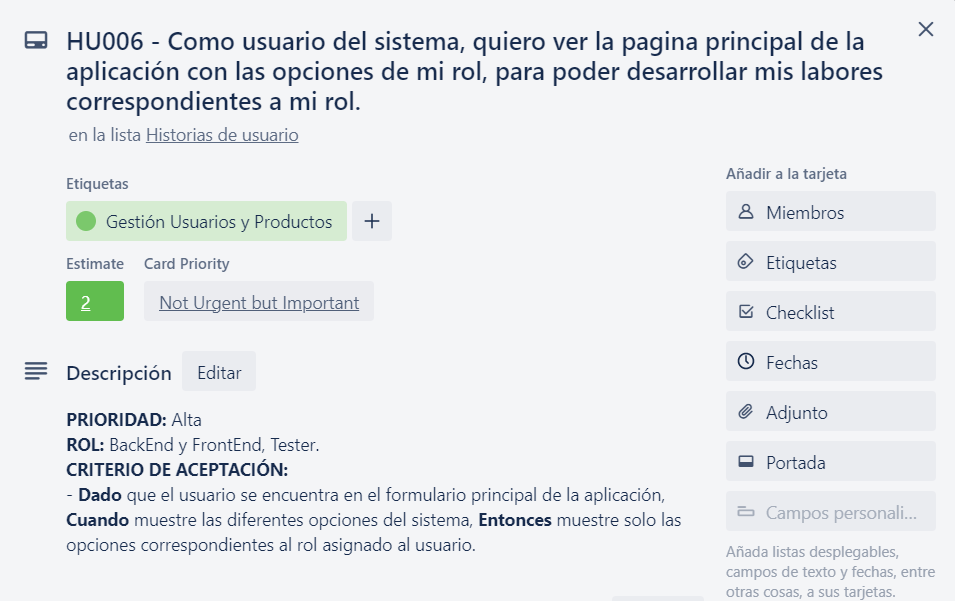 HU006 - Como usuario del sistema, quiero ver la pagina principal de la
aplicación con las opciones de mi rol, para poder desarrollar mis labores
correspondientes a mi rol.
en la lista Historias de usuario
Etiquetas
Gestión Usuarios y Productos
+
Estimate
Card Priority
2
Not Urgent but Important
Descripción
Editar
PRIORIDAD: Alta
ROL: BackEnd y FrontEnd, Tester.
CRITERIO DE ACEPTACIÓN:
- Dado que el usuario se encuentra en el formulario principal de la aplicación,
Cuando muestre las diferentes opciones del sistema, Entonces muestre solo las
opciones correspondientes al rol asignado al usuario.
Añadir a la tarjeta
Miembros
Etiquetas
Checklist
Fechas
Adjunto
Portada
Campos personali...
Añada listas desplegables,
campos de texto y fechas, entre
otras cosas, a sus tarjetas.